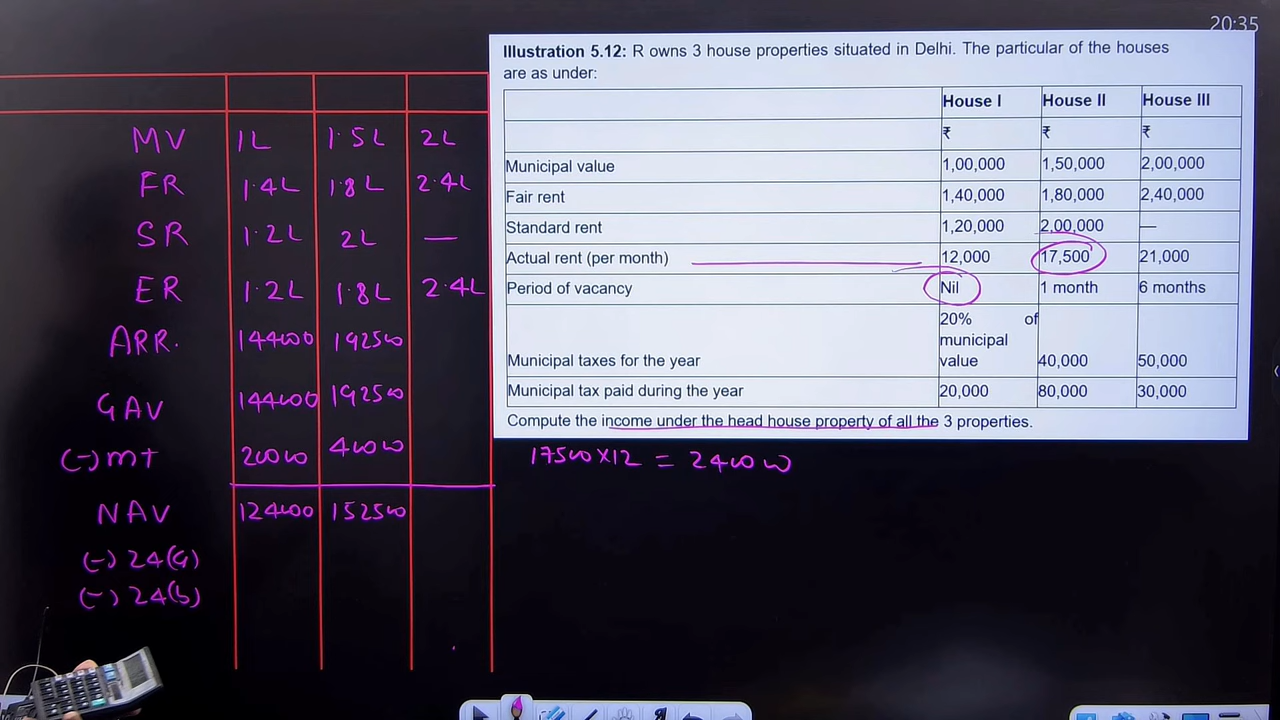 20:35
Illustration 5.12: R owns 3 house properties situated in Delhi. The particular of the houses
are as under:
House I House II House III
₹ ₹ ₹
Municipal value 1,00,000 1,50,000 2,00,000
Fair rent 1,40,000 1,80,000 2,40,000
Standard rent 1,20,000 2,00,000 —
Actual rent (per month) 12,000 17,500 21,000
Period of vacancy Nil 1 month 6 months
Municipal taxes for the year 20% of municipal value 40,000 50,000
Municipal tax paid during the year 20,000 80,000 30,000
Compute the income under the head house property of all the 3 properties.
MV 1L 1.5L 2L
FR 1.4L 1.8L 2.4L
SR 1.2L 2L —
ER 1.2L 1.8L 2.4L
ARR. 144000 192500
GAV 144000 192500
(-) MT 20000 40000
NAV 124000 152500
(-) 24(a)
(-) 24(b)
17500×12 = 240000